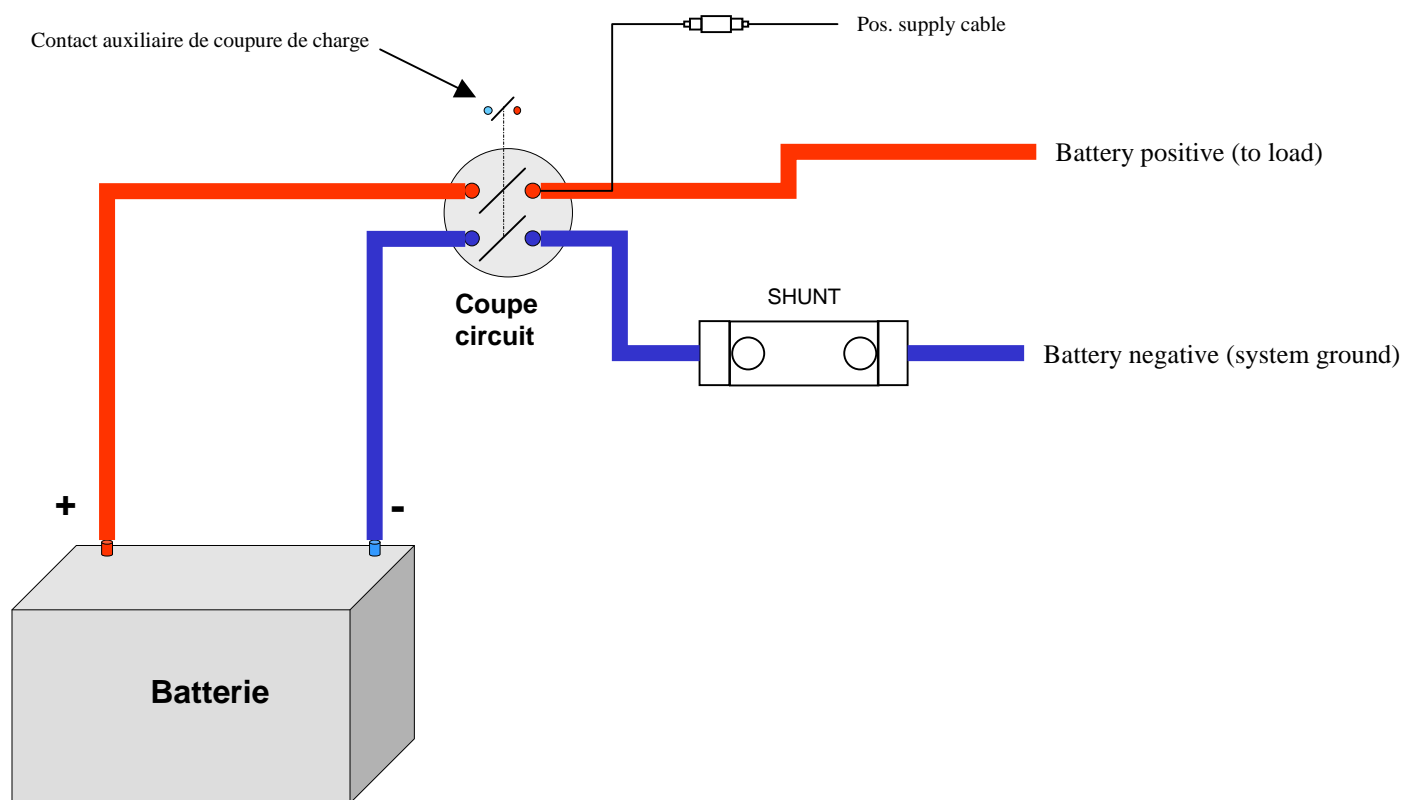 Pos. supply cable
Contact auxiliaire de coupure de charge
Battery positive (to load)
Coupe
circuit
SHUNT
Battery negative (system ground)
+
-
Batterie